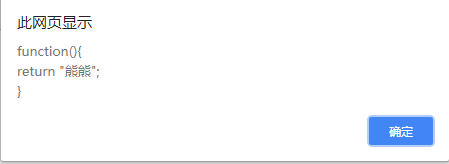 此网页显示
function(){
return "熊熊";
}
确定